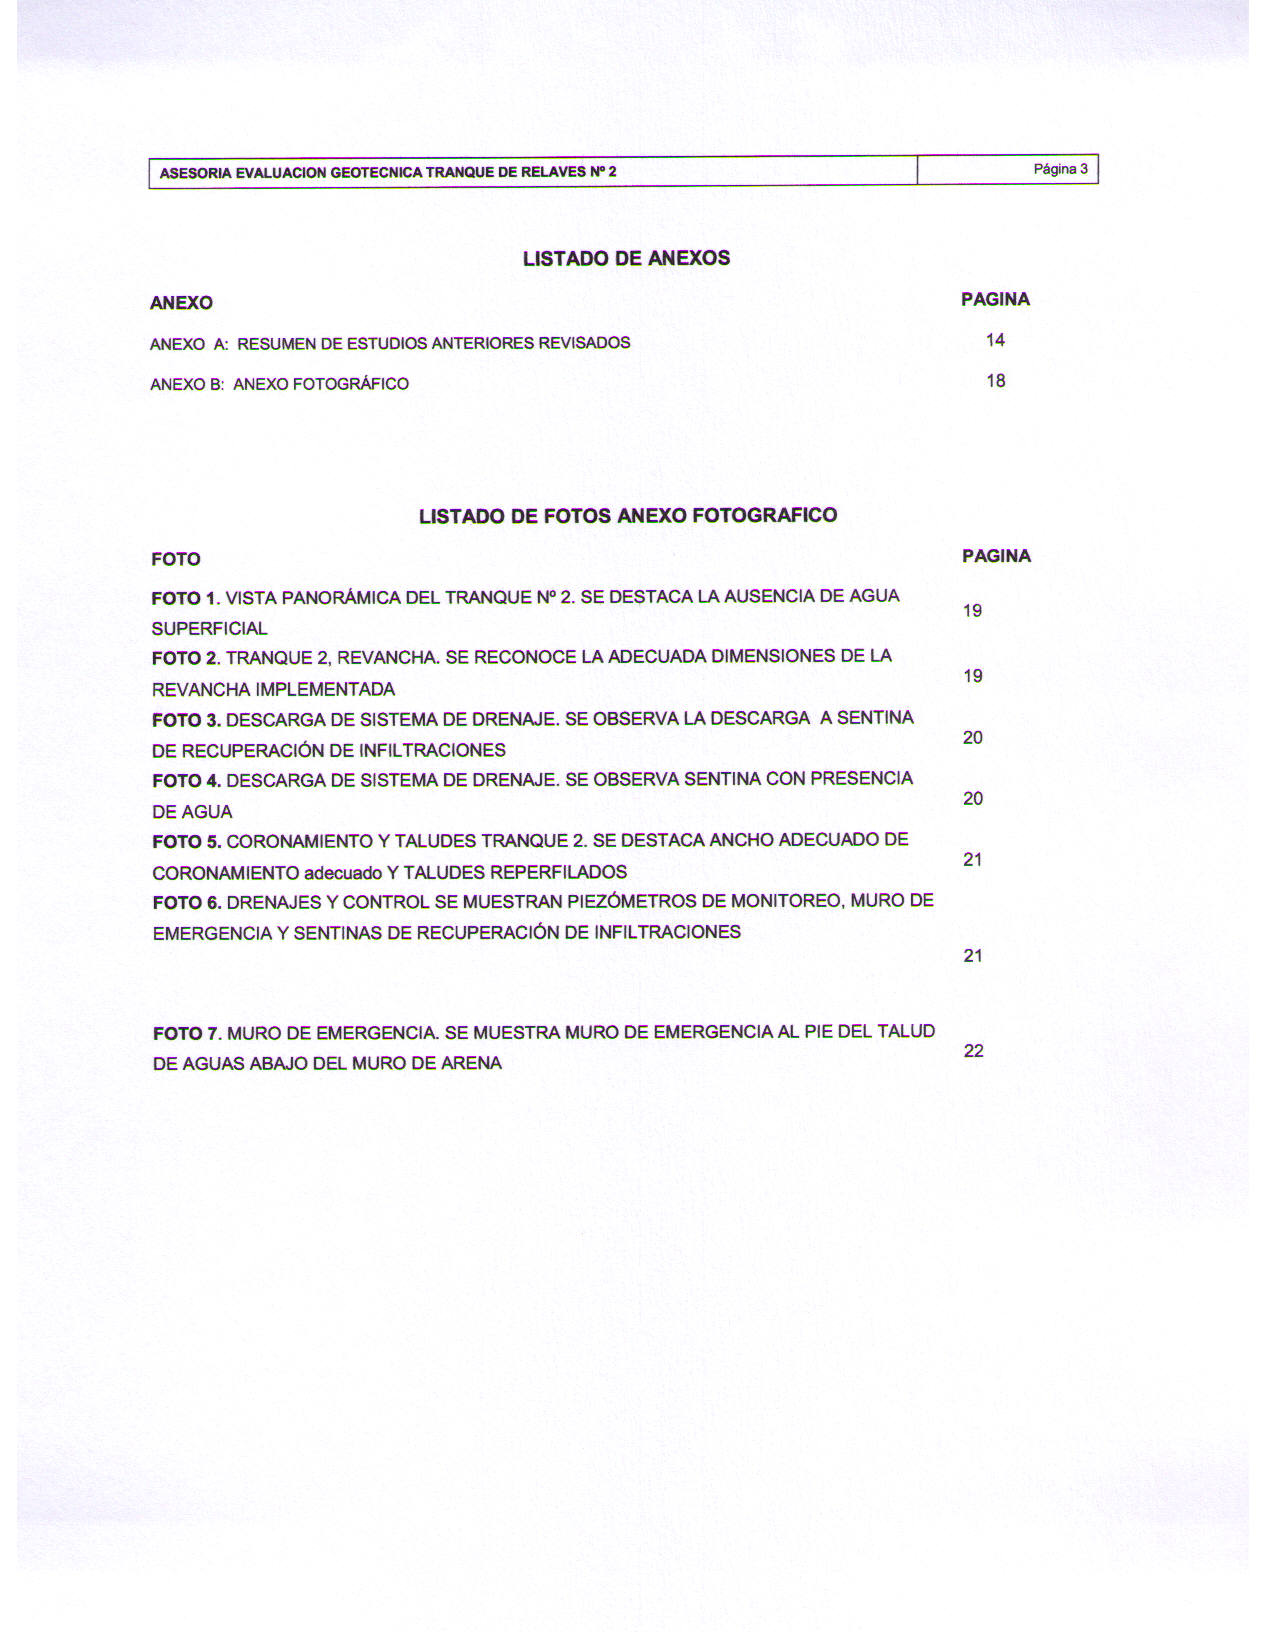 ASESORIA EVALUACION GEOTECNICA TRANQUE DE RELAVES Nº 2 Página 3
LISTADO DE ANEXOS
ANEXO PAGINA
ANEXO A: RESUMEN DE ESTUDIOS ANTERIORES REVISADOS 14
ANEXO B: ANEXO FOTOGRÁFICO 18
LISTADO DE FOTOS ANEXO FOTOGRAFICO
FOTO PAGINA
FOTO 1. VISTA PANORÁMICA DEL TRANQUE Nº 2. SE DESTACA LA AUSENCIA DE AGUA
SUPERFICIAL 19
FOTO 2. TRANQUE 2, REVANCHA. SE RECONOCE LA ADECUADA DIMENSIONES DE LA
REVANCHA IMPLEMENTADA 19
FOTO 3. DESCARGA DE SISTEMA DE DRENAJE. SE OBSERVA LA DESCARGA A SENTINA
DE RECUPERACIÓN DE INFILTRACIONES 20
FOTO 4. DESCARGA DE SISTEMA DE DRENAJE. SE OBSERVA SENTINA CON PRESENCIA
DE AGUA 20
FOTO 5. CORONAMIENTO Y TALUDES TRANQUE 2. SE DESTACA ANCHO ADECUADO DE
CORONAMIENTO adecuado Y TALUDES REPERFILADOS 21
FOTO 6. DRENAJES Y CONTROL SE MUESTRAN PIEZÓMETROS DE MONITOREO, MURO DE
EMERGENCIA Y SENTINAS DE RECUPERACIÓN DE INFILTRACIONES
21
FOTO 7. MURO DE EMERGENCIA. SE MUESTRA MURO DE EMERGENCIA AL PIE DEL TALUD
DE AGUAS ABAJO DEL MURO DE ARENA 22